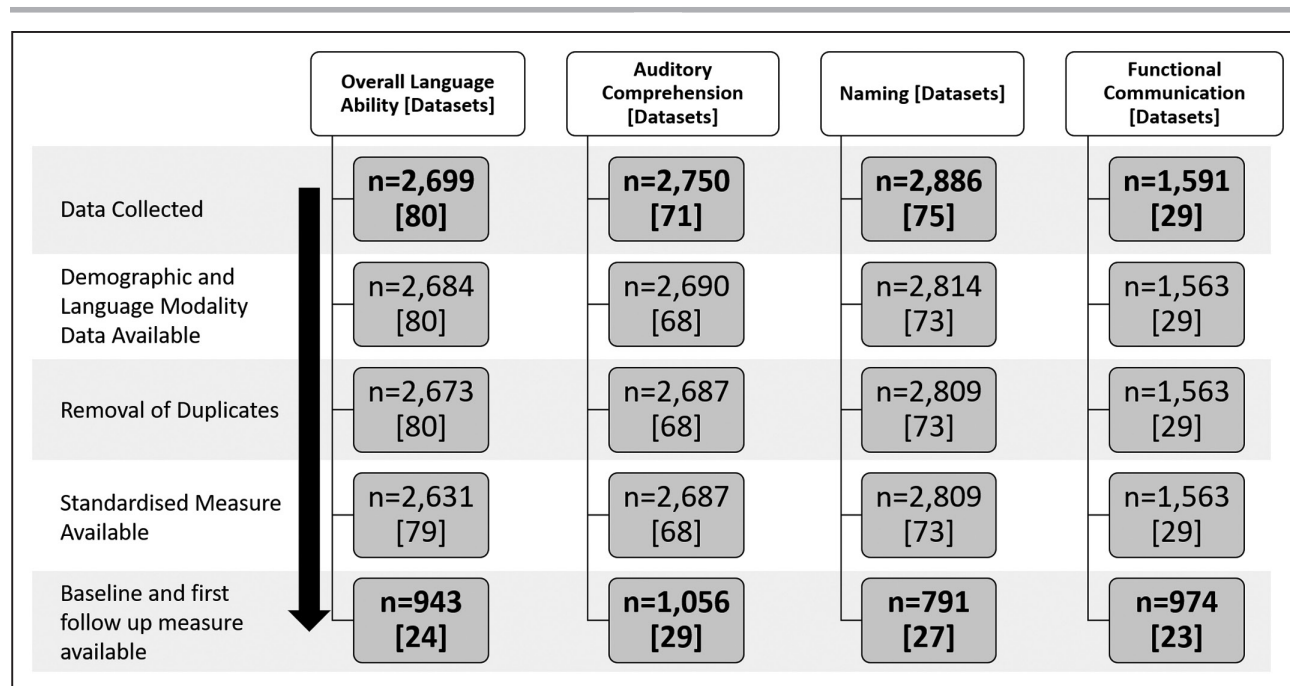 Overall Language
Ability [Datasets]
Auditory
Comprehension
[Datasets]
Naming [Datasets]
Functional
Communication
[Datasets]
Data Collected
n=2,699
[80]
n=2,750
[71]
n=2,886
[75]
n=1,591
[29]
Demographic and
Language Modality
Data Available
n=2,684
[80]
n=2,690
[68]
n=2,814
[73]
n=1,563
[29]
Removal of Duplicates
n=2,673
[80]
n=2,687
[68]
n=2,809
[73]
n=1,563
[29]
Standardised Measure
Available
n=2,631
[79]
n=2,687
[68]
n=2,809
[73]
n=1,563
[29]
Baseline and first
follow up measure
available
n=943
[24]
n=1,056
[29]
n=791
[27]
n=974
[23]